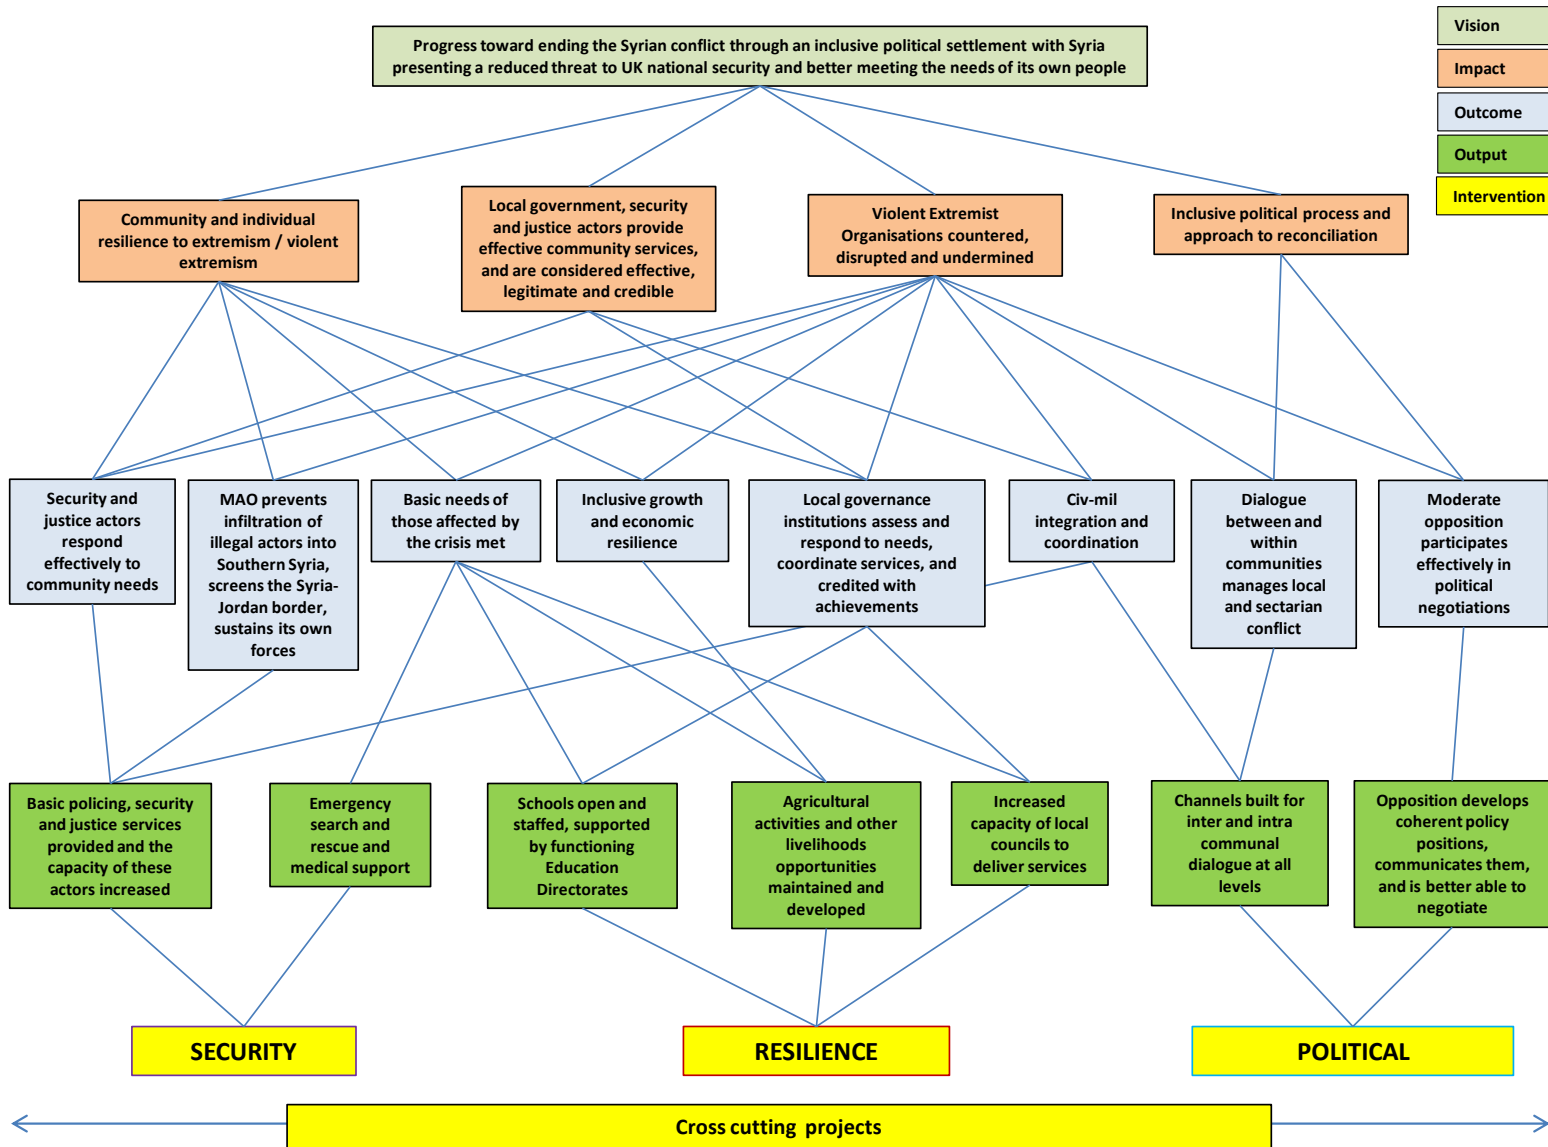 Vision
Impact
Outcome
Output
Intervention
Progress toward ending the Syrian conflict through an inclusive political settlement with Syria
presenting a reduced threat to UK national security and better meeting the needs of its own people
Community and individual
resilience to extremism / violent
extremism
Local government, security
and justice actors provide
effective community services,
and are considered effective,
legitimate and credible
Violent Extremist
Organisations countered,
disrupted and undermined
Inclusive political process and
approach to reconciliation
Security and
justice actors
respond
effectively to
community needs
MAO prevents
infiltration of
illegal actors into
Southern Syria,
screens the Syria-
Jordan border,
sustains its own
forces
Basic needs of
those affected by
the crisis met
Inclusive growth
and economic
resilience
Local governance
institutions assess and
respond to needs,
coordinate services, and
credited with
achievements
Civ-mil
integration and
coordination
Dialogue
between and
within
communities
manages local
and sectarian
conflict
Moderate
opposition
participates
effectively in
political
negotiations
Basic policing, security
and justice services
provided and the
capacity of these
actors increased
Emergency
search and
rescue and
medical support
Schools open and
staffed, supported
by functioning
Education
Directorates
Agricultural
activities and other
livelihoods
opportunities
maintained and
developed
Increased
capacity of local
councils to
deliver services
Channels built for
inter and intra
communal
dialogue at all
levels
Opposition develops
coherent policy
positions,
communicates them,
and is better able to
negotiate
SECURITY
RESILIENCE
POLITICAL
Cross cutting projects